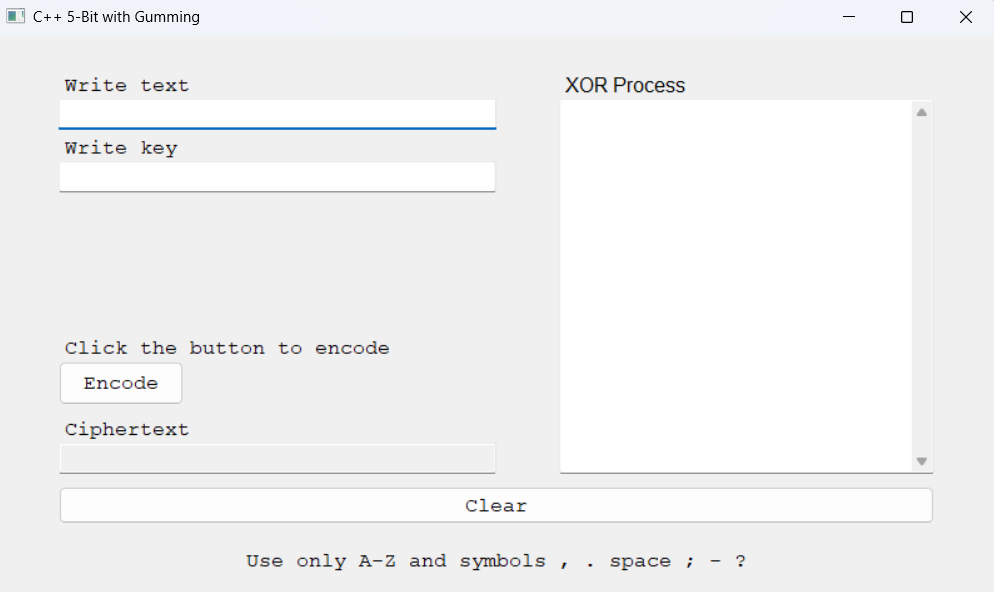 C++ 5-Bit with Gumming
Write text
XOR Process
Write key
Click the button to encode
Encode
Ciphertext
Clear
Use only A-Z and symbols , . space ; - ?